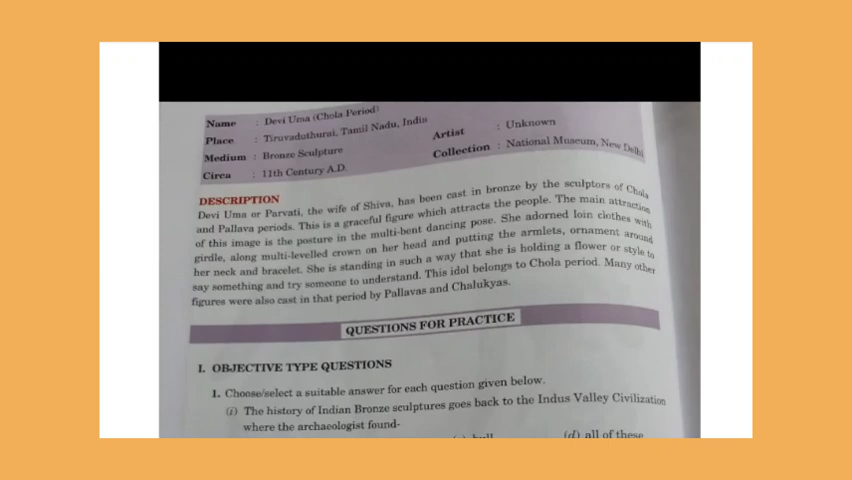 Name : Devi Uma (Chola Period)
Place : Tiruvaduthurai, Tamil Nadu, India
Medium : Bronze Sculpture
Circa : 11th Century A.D.
Artist : Unknown
Collection : National Museum, New Delhi
DESCRIPTION
Devi Uma or Parvati, the wife of Shiva, has been cast in bronze by the sculptors of Chola
and Pallava periods. This is a graceful figure which attracts the people. The main attraction
of this image is the posture in the multi-bent dancing pose. She adorned loin clothes with
girdle, along multi-levelled crown on her head and putting the armlets, ornament around
her neck and bracelet. She is standing in such a way that she is holding a flower or style to
say something and try someone to understand. This idol belongs to Chola period. Many other
figures were also cast in that period by Pallavas and Chalukyas.
QUESTIONS FOR PRACTICE
I. OBJECTIVE TYPE QUESTIONS
1. Choose/select a suitable answer for each question given below.
(i) The history of Indian Bronze sculptures goes back to the Indus Valley Civilization
where the archaeologist found-
bull (d) all of these